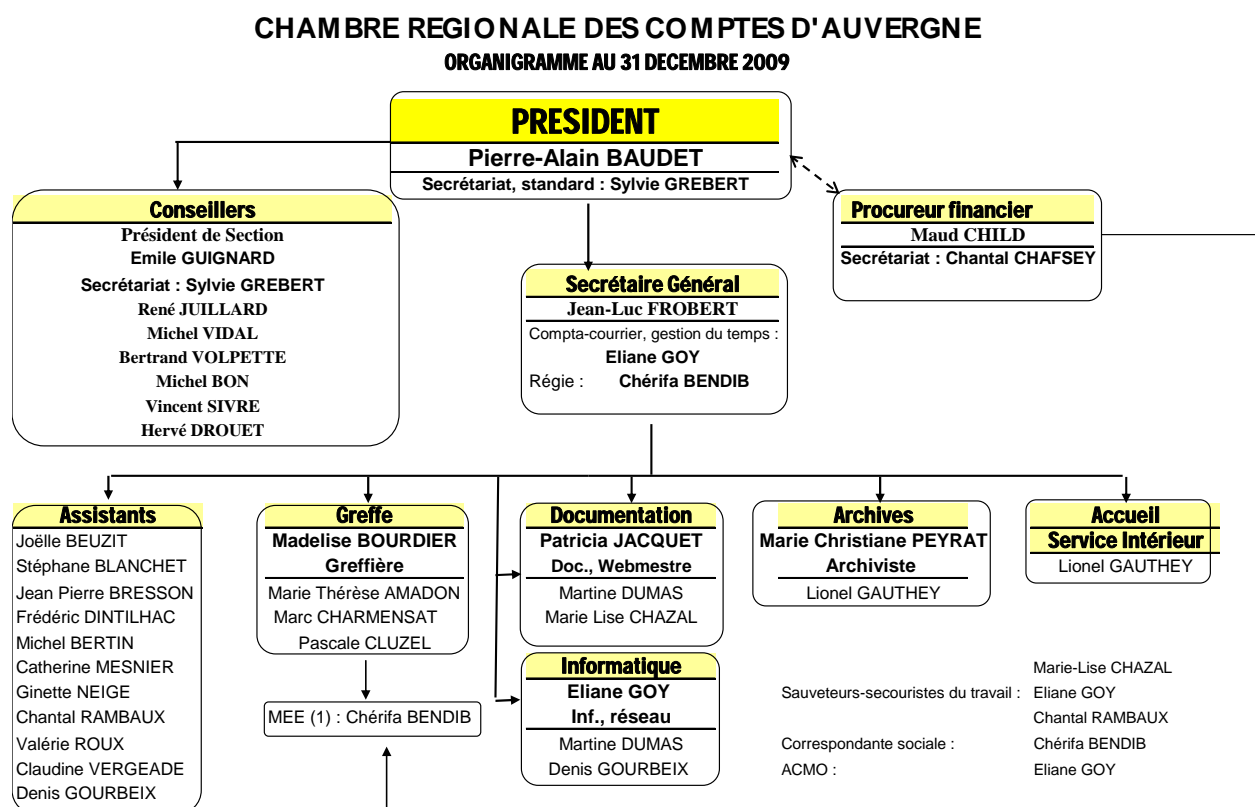 CHAMBRE REGIONALE DES COMPTES D'AUVERGNE
ORGANIGRAMME AU 31 DECEMBRE 2009
PRESIDENT
Pierre-Alain BAUDET
Secrétariat, standard : Sylvie GREBERT
Conseillers
Président de Section
Emile GUIGNARD
Secrétariat : Sylvie GREBERT
René JUILLARD
Michel VIDAL
Bertrand VOLPETTE
Michel BON
Vincent SIVRE
Hervé DROUET
Procureur financier
Maud CHILD
Secrétariat : Chantal CHAFSEY
Secrétaire Général
Jean-Luc FROBERT
Compta-courrier, gestion du temps :
Eliane GOY
Régie : Chérifa BENDIB
Assistants
Joëlle BEUZIT
Stéphane BLANCHET
Jean Pierre BRESSON
Frédéric DINTILHAC
Michel BERTIN
Catherine MESNIER
Ginette NEIGE
Chantal RAMBAUX
Valérie ROUX
Claudine VERGEADE
Denis GOURBEIX
Greffe
Madelise BOURDIER
Greffière
Marie Thérèse AMADON
Marc CHARMENSAT
Pascale CLUZEL
MEE (1) : Chérifa BENDIB
Documentation
Patricia JACQUET
Doc., Webmestre
Martine DUMAS
Marie Lise CHAZAL
Informatique
Eliane GOY
Inf., réseau
Martine DUMAS
Denis GOURBEIX
Archives
Marie Christiane PEYRAT
Archiviste
Lionel GAUTHEY
Accueil
Service Intérieur
Lionel GAUTHEY
Marie-Lise CHAZAL
Sauveteurs-secouristes du travail : Eliane GOY
Chantal RAMBAUX
Correspondante sociale : Chérifa BENDIB
ACMO : Eliane GOY